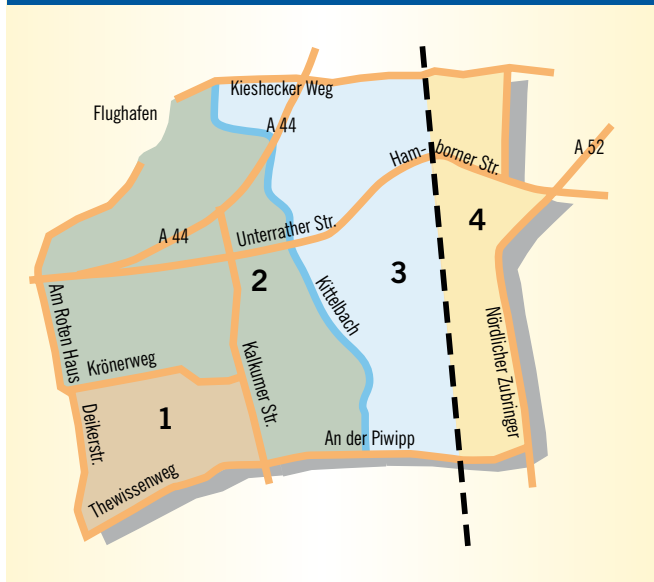 Kieshecker Weg
Flughafen
A 44
Ham-
borner Str.
A 52
A 44
Unterrather Str.
4
2
3
Kittelbach
Am Roten Haus
Nördlicher Zubringer
Krönerweg
Kalkumer Str.
1
Deikerstr.
An der Piwipp
Thewissenweg